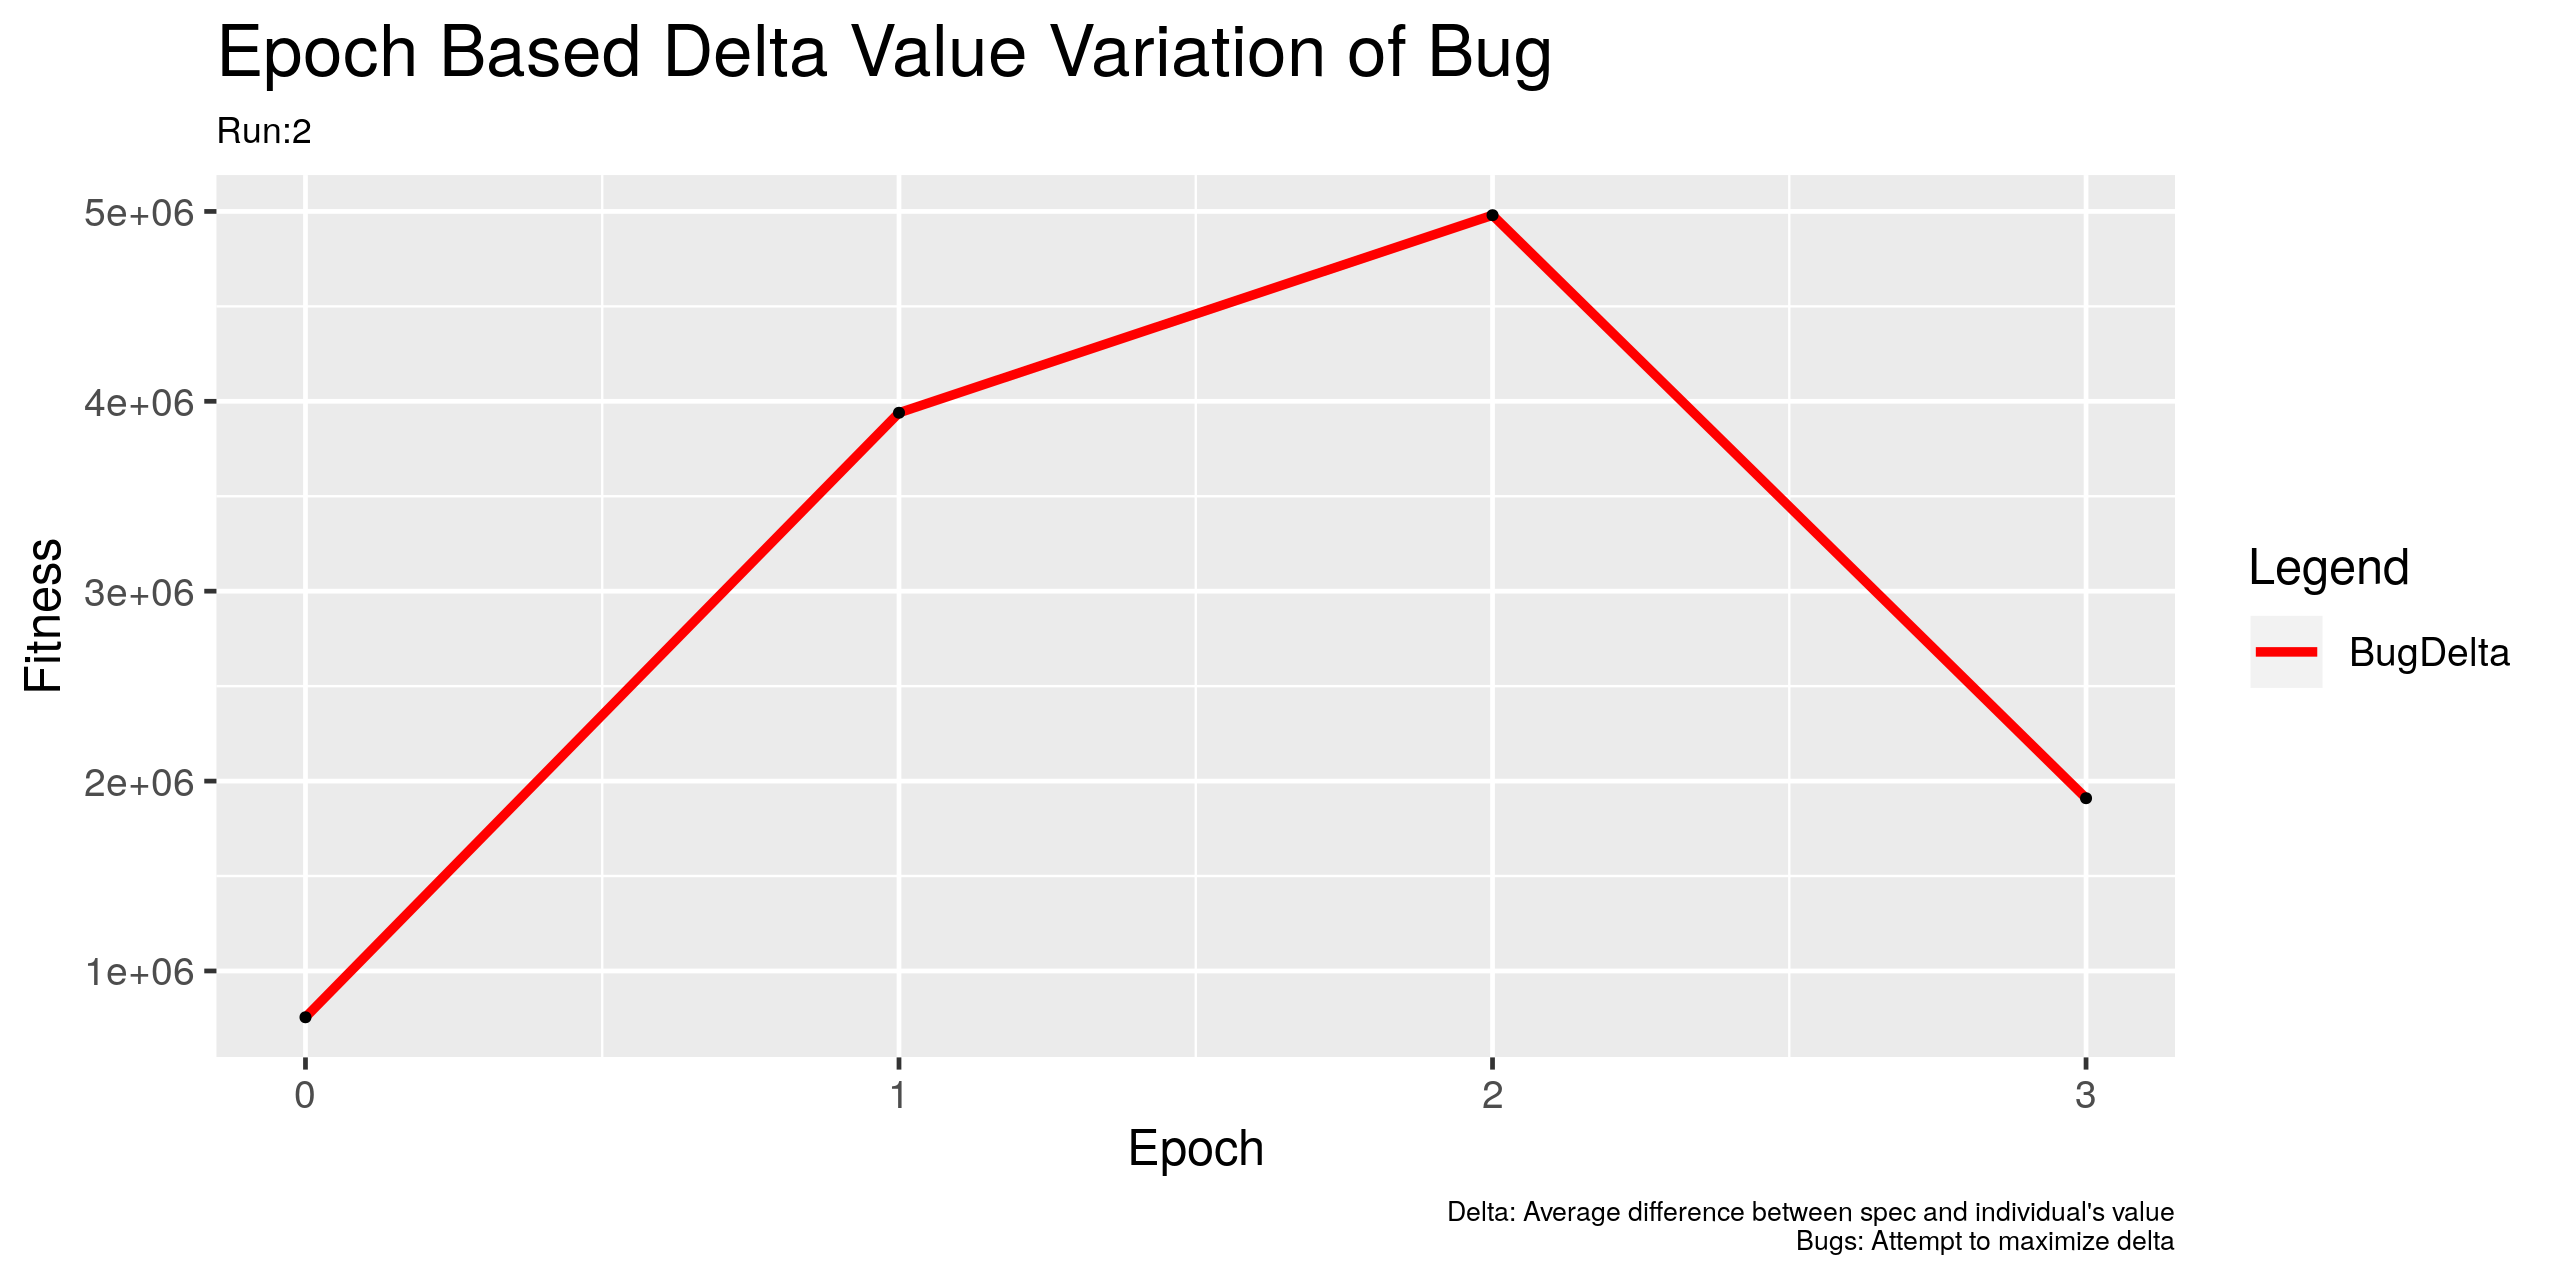 Epoch Based Delta Value Variation of Bug
Run:2
5e+06
4e+06
3e+06
2e+06
1e+06
Fitness
0 1 2 3
Epoch
Legend
BugDelta
Delta: Average difference between spec and individual's value
Bugs: Attempt to maximize delta